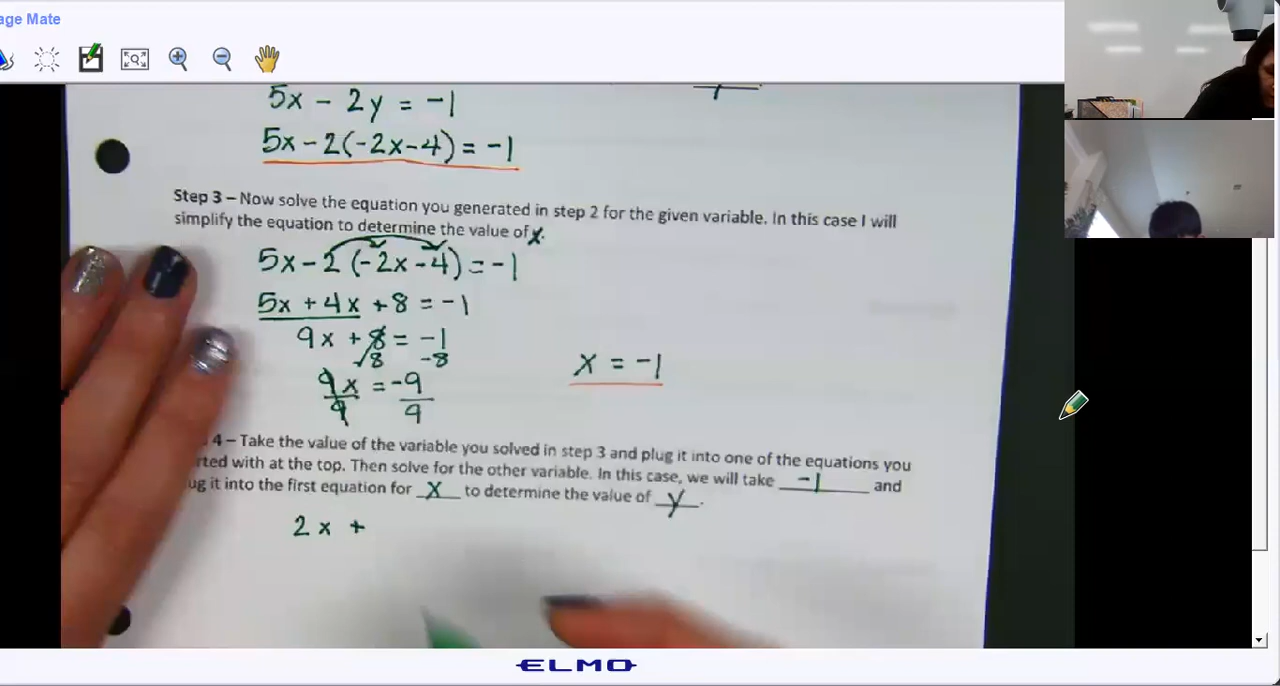 age Mate
5x - 2y = -1
5x-2(-2x-4) = -1
Step 3 – Now solve the equation you generated in step 2 for the given variable. In this case I will
simplify the equation to determine the value of x.
5x-2(-2x-4) = -1
5x + 4x + 8 = -1
9x + 8 = -1
-8 -8
9x = -9
9 9
x = -1
4 – Take the value of the variable you solved in step 3 and plug it into one of the equations you
rted with at the top. Then solve for the other variable. In this case, we will take -1 and
ug it into the first equation for x to determine the value of y.
2x +
ELMO